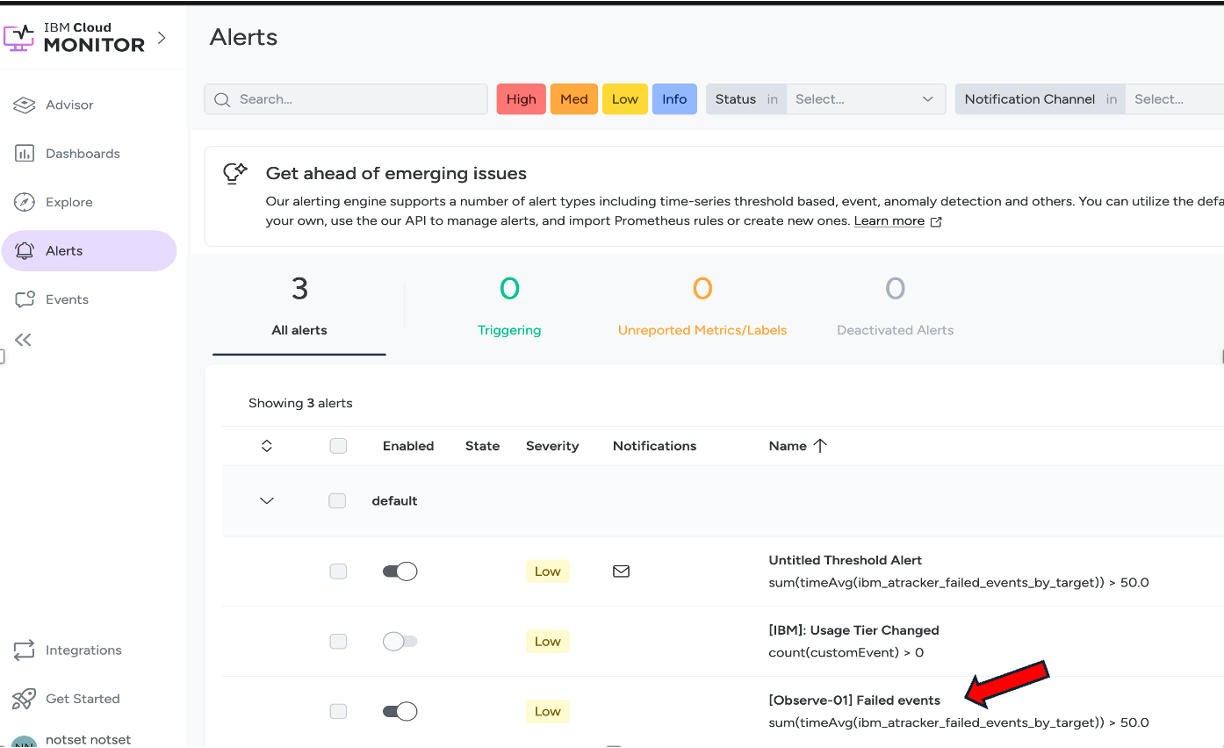 IBM Cloud
MONITOR
Alerts
Search...
High
Med
Low
Info
Status in Select...
Notification Channel in Select...
Advisor
Dashboards
Explore
Alerts
Events
Get ahead of emerging issues
Our alerting engine supports a number of alert types including time-series threshold based, event, anomaly detection and others. You can utilize the defa
your own, use the our API to manage alerts, and import Prometheus rules or create new ones. Learn more
3
All alerts
0
Triggering
0
Unreported Metrics/Labels
0
Deactivated Alerts
Showing 3 alerts
Enabled State Severity Notifications Name
default
Low
Untitled Threshold Alert
sum(timeAvg(ibm_atracker_failed_events_by_target)) > 50.0
Low
[IBM]: Usage Tier Changed
count(customEvent) > 0
Low
[Observe-01] Failed events
sum(timeAvg(ibm_atracker_failed_events_by_target)) > 50.0
Integrations
Get Started
NN
notset notset